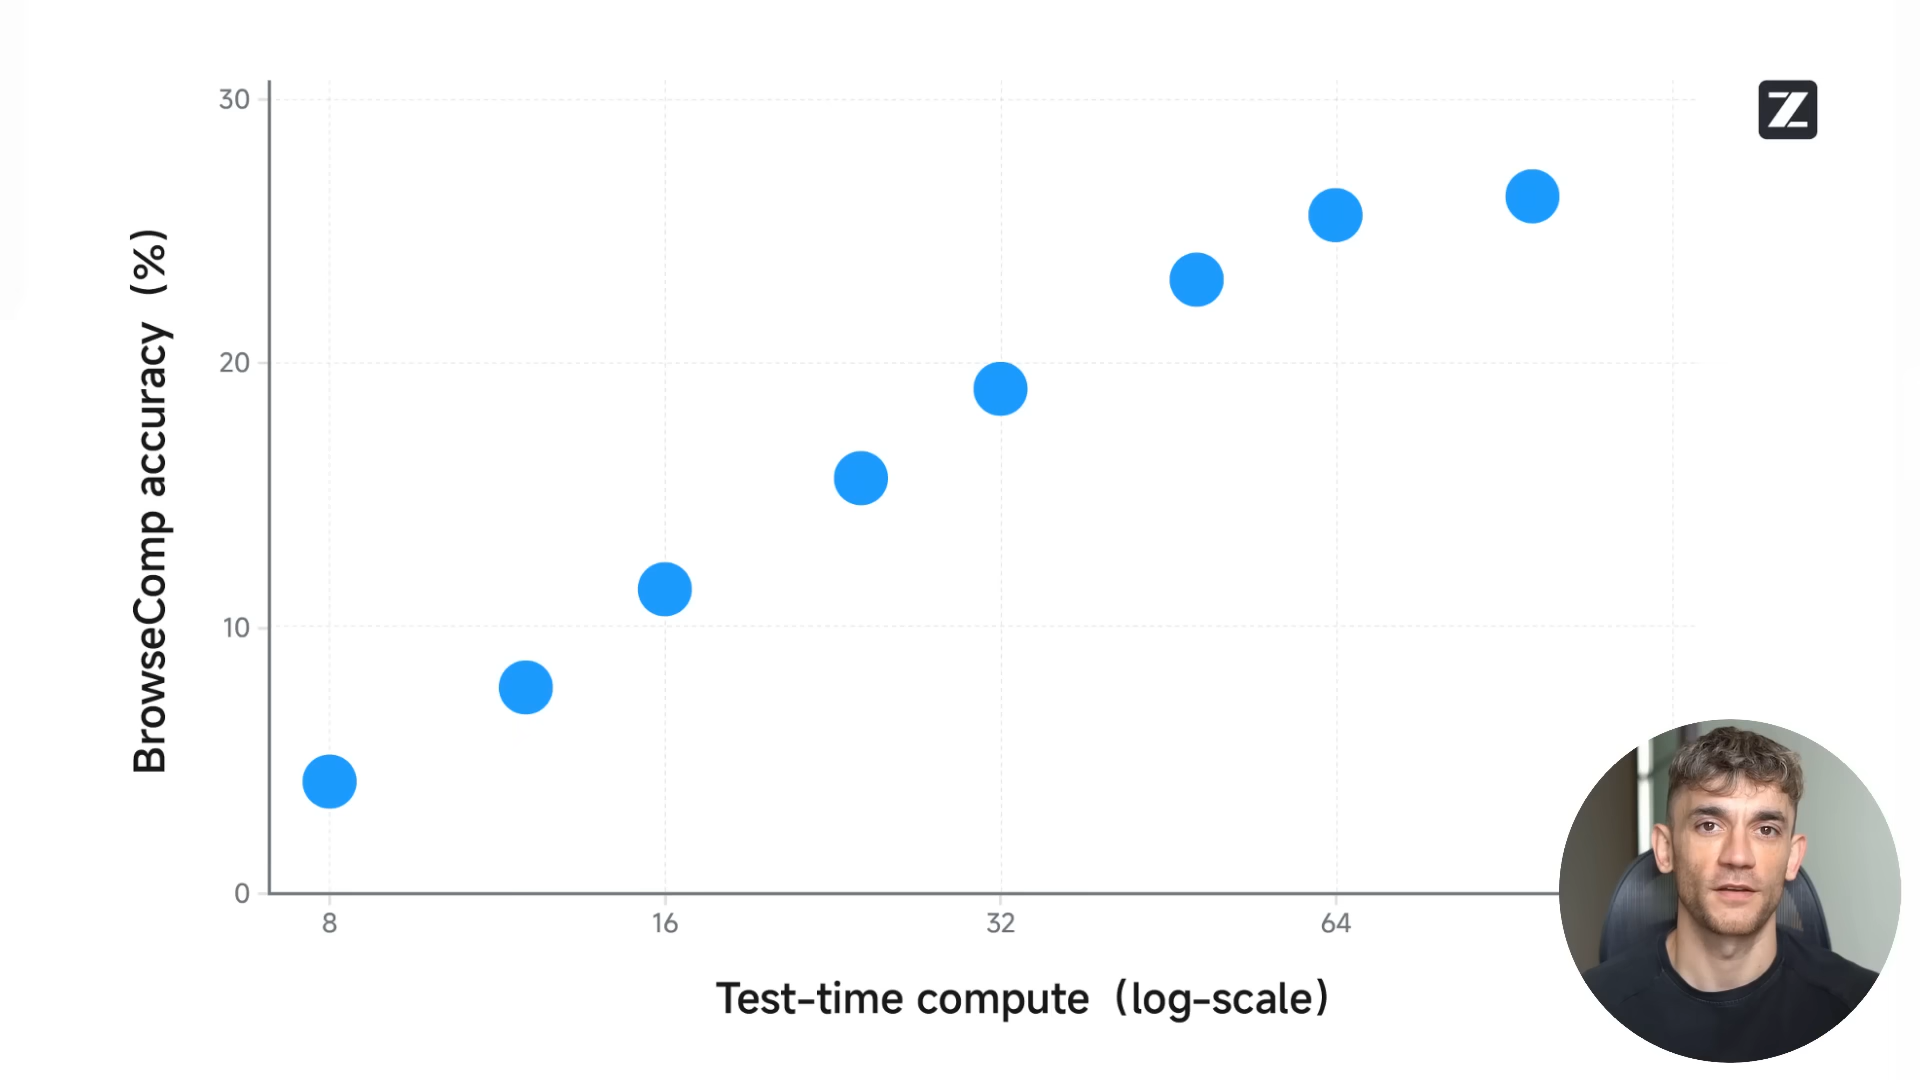 30
20
10
0
BrowseComp accuracy (%)
8
16
32
64
Test-time compute (log-scale)
Z